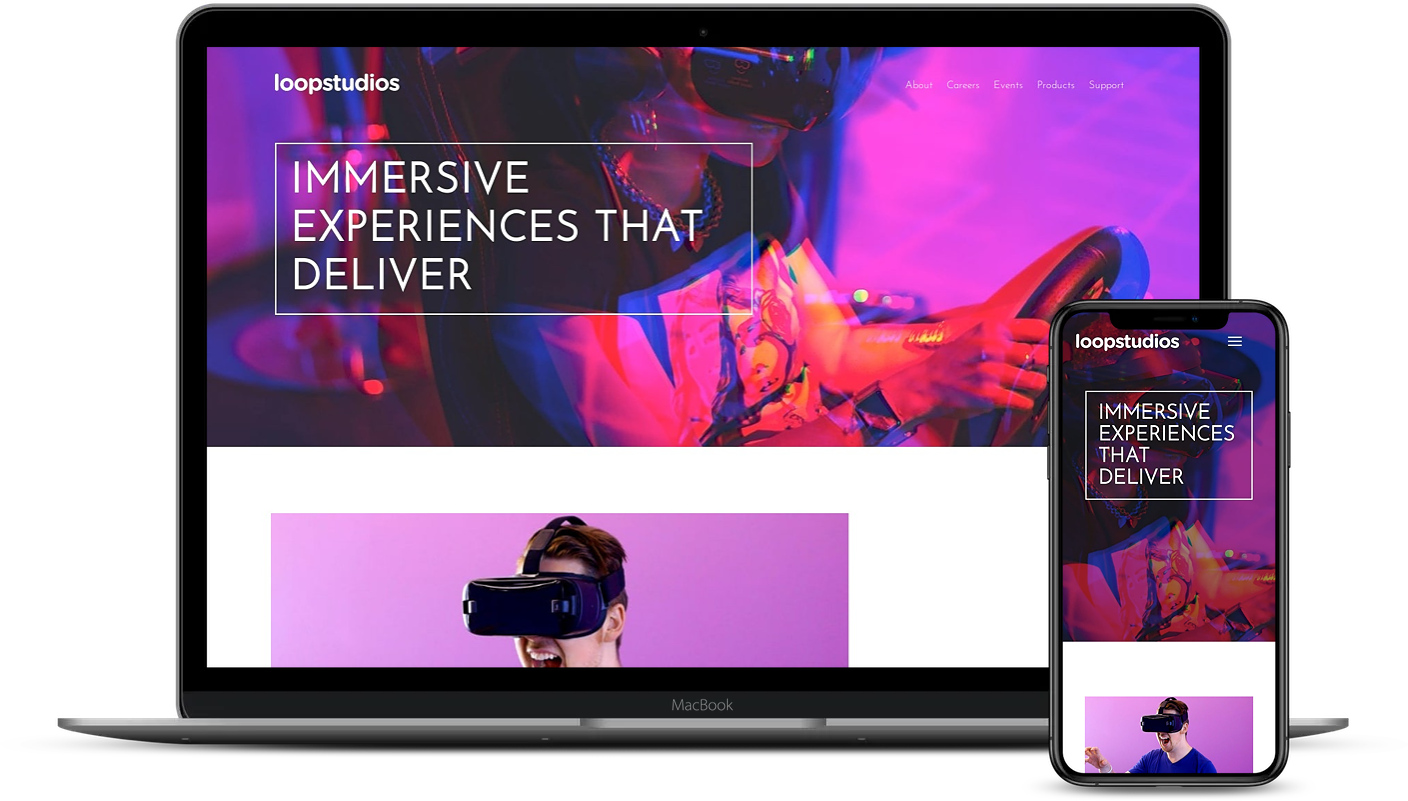 loopstudios
About Careers Events Products Support
IMMERSIVE
EXPERIENCES THAT
DELIVER
MacBook
loopstudios
IMMERSIVE
EXPERIENCES
THAT
DELIVER